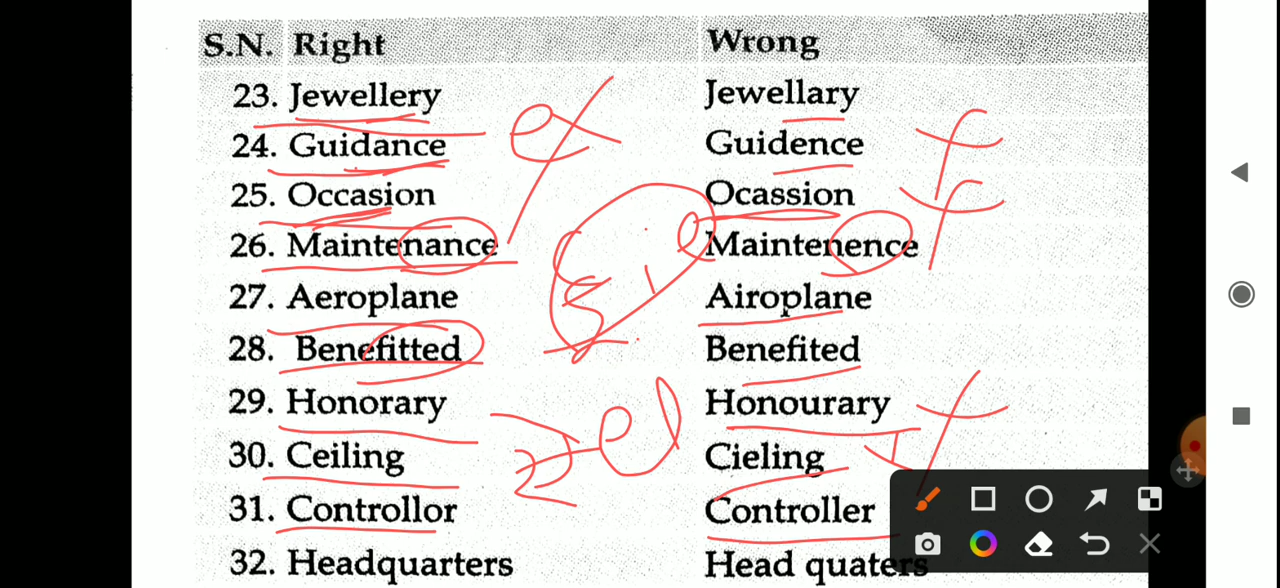 S.N. Right Wrong
23. Jewellery Jewellary
24. Guidance Guidence
25. Occasion Ocassion
26. Maintenance Maintenence
27. Aeroplane Airoplane
28. Benefitted Benefited
29. Honorary Honourary
30. Ceiling Cieling
31. Controllor Controller
32. Headquarters Head quaters